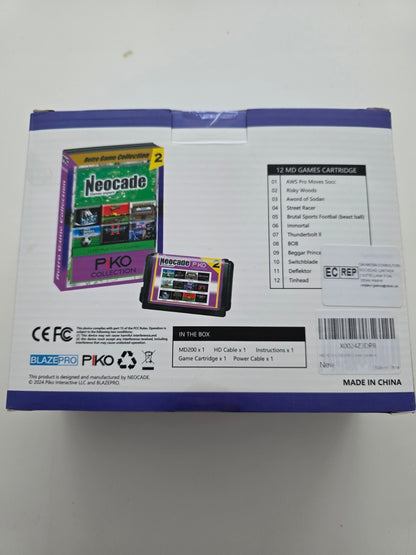 Retro Game Collection 2
Neocade
PIKO
COLLECTION
Retro Game Collection
Neocade PIKO 2
12 MD GAMES CARTRIDGE
01 AWS Pro Moves Socc
02 Risky Woods
03 Aword of Sodan
04 Street Racer
05 Brutal Sports Football (beast ball)
06 Immortal
07 Thunderbolt II
08 BOB
09 Beggar Prince
10 Switchblade
11 Deflektor
12 Tinhead
EC REP
FC CE
This device complies with part 15 of the FCC Rules. Operation is subject to the following two conditions: (1) this device may not cause harmful interference, and (2) this device must accept any interference received, including interference that may cause undesired operation.
BLAZEPRO PIKO
IN THE BOX
MD200 x 1 HD Cable x 1 Instructions x 1
Game Cartridge x 1 Power Cable x 1
New
This product is designed and manufactured by NEOCADE.
© 2024 Piko Interactive LLC and BLAZEPRO.
MADE IN CHINA